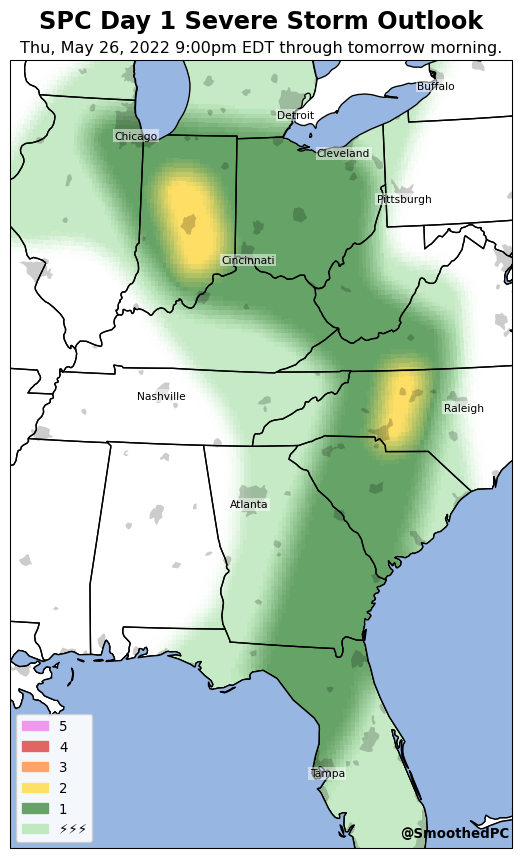 SPC Day 1 Severe Storm Outlook
Thu, May 26, 2022 9:00pm EDT through tomorrow morning.
Buffalo
Detroit
Chicago
Cleveland
Pittsburgh
Cincinnati
Nashville
Raleigh
Atlanta
5
4
3
2
1
⚡⚡⚡
Tampa
@SmoothedPC